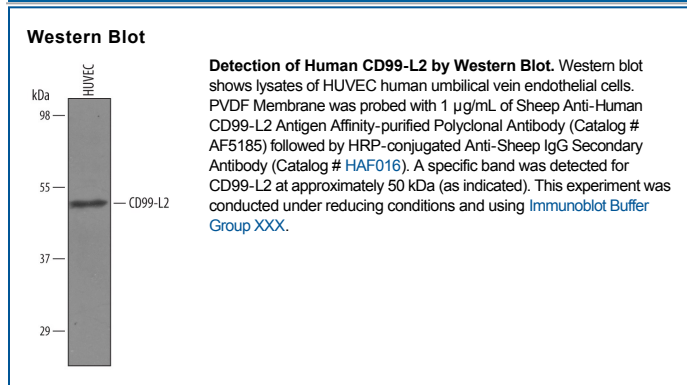 Western Blot
HUVEC
kDa
98
55
CD99-L2
37
29
Detection of Human CD99-L2 by Western Blot. Western blot
shows lysates of HUVEC human umbilical vein endothelial cells.
PVDF Membrane was probed with 1 µg/mL of Sheep Anti-Human
CD99-L2 Antigen Affinity-purified Polyclonal Antibody (Catalog #
AF5185) followed by HRP-conjugated Anti-Sheep IgG Secondary
Antibody (Catalog # HAF016). A specific band was detected for
CD99-L2 at approximately 50 kDa (as indicated). This experiment was
conducted under reducing conditions and using Immunoblot Buffer
Group XXX.